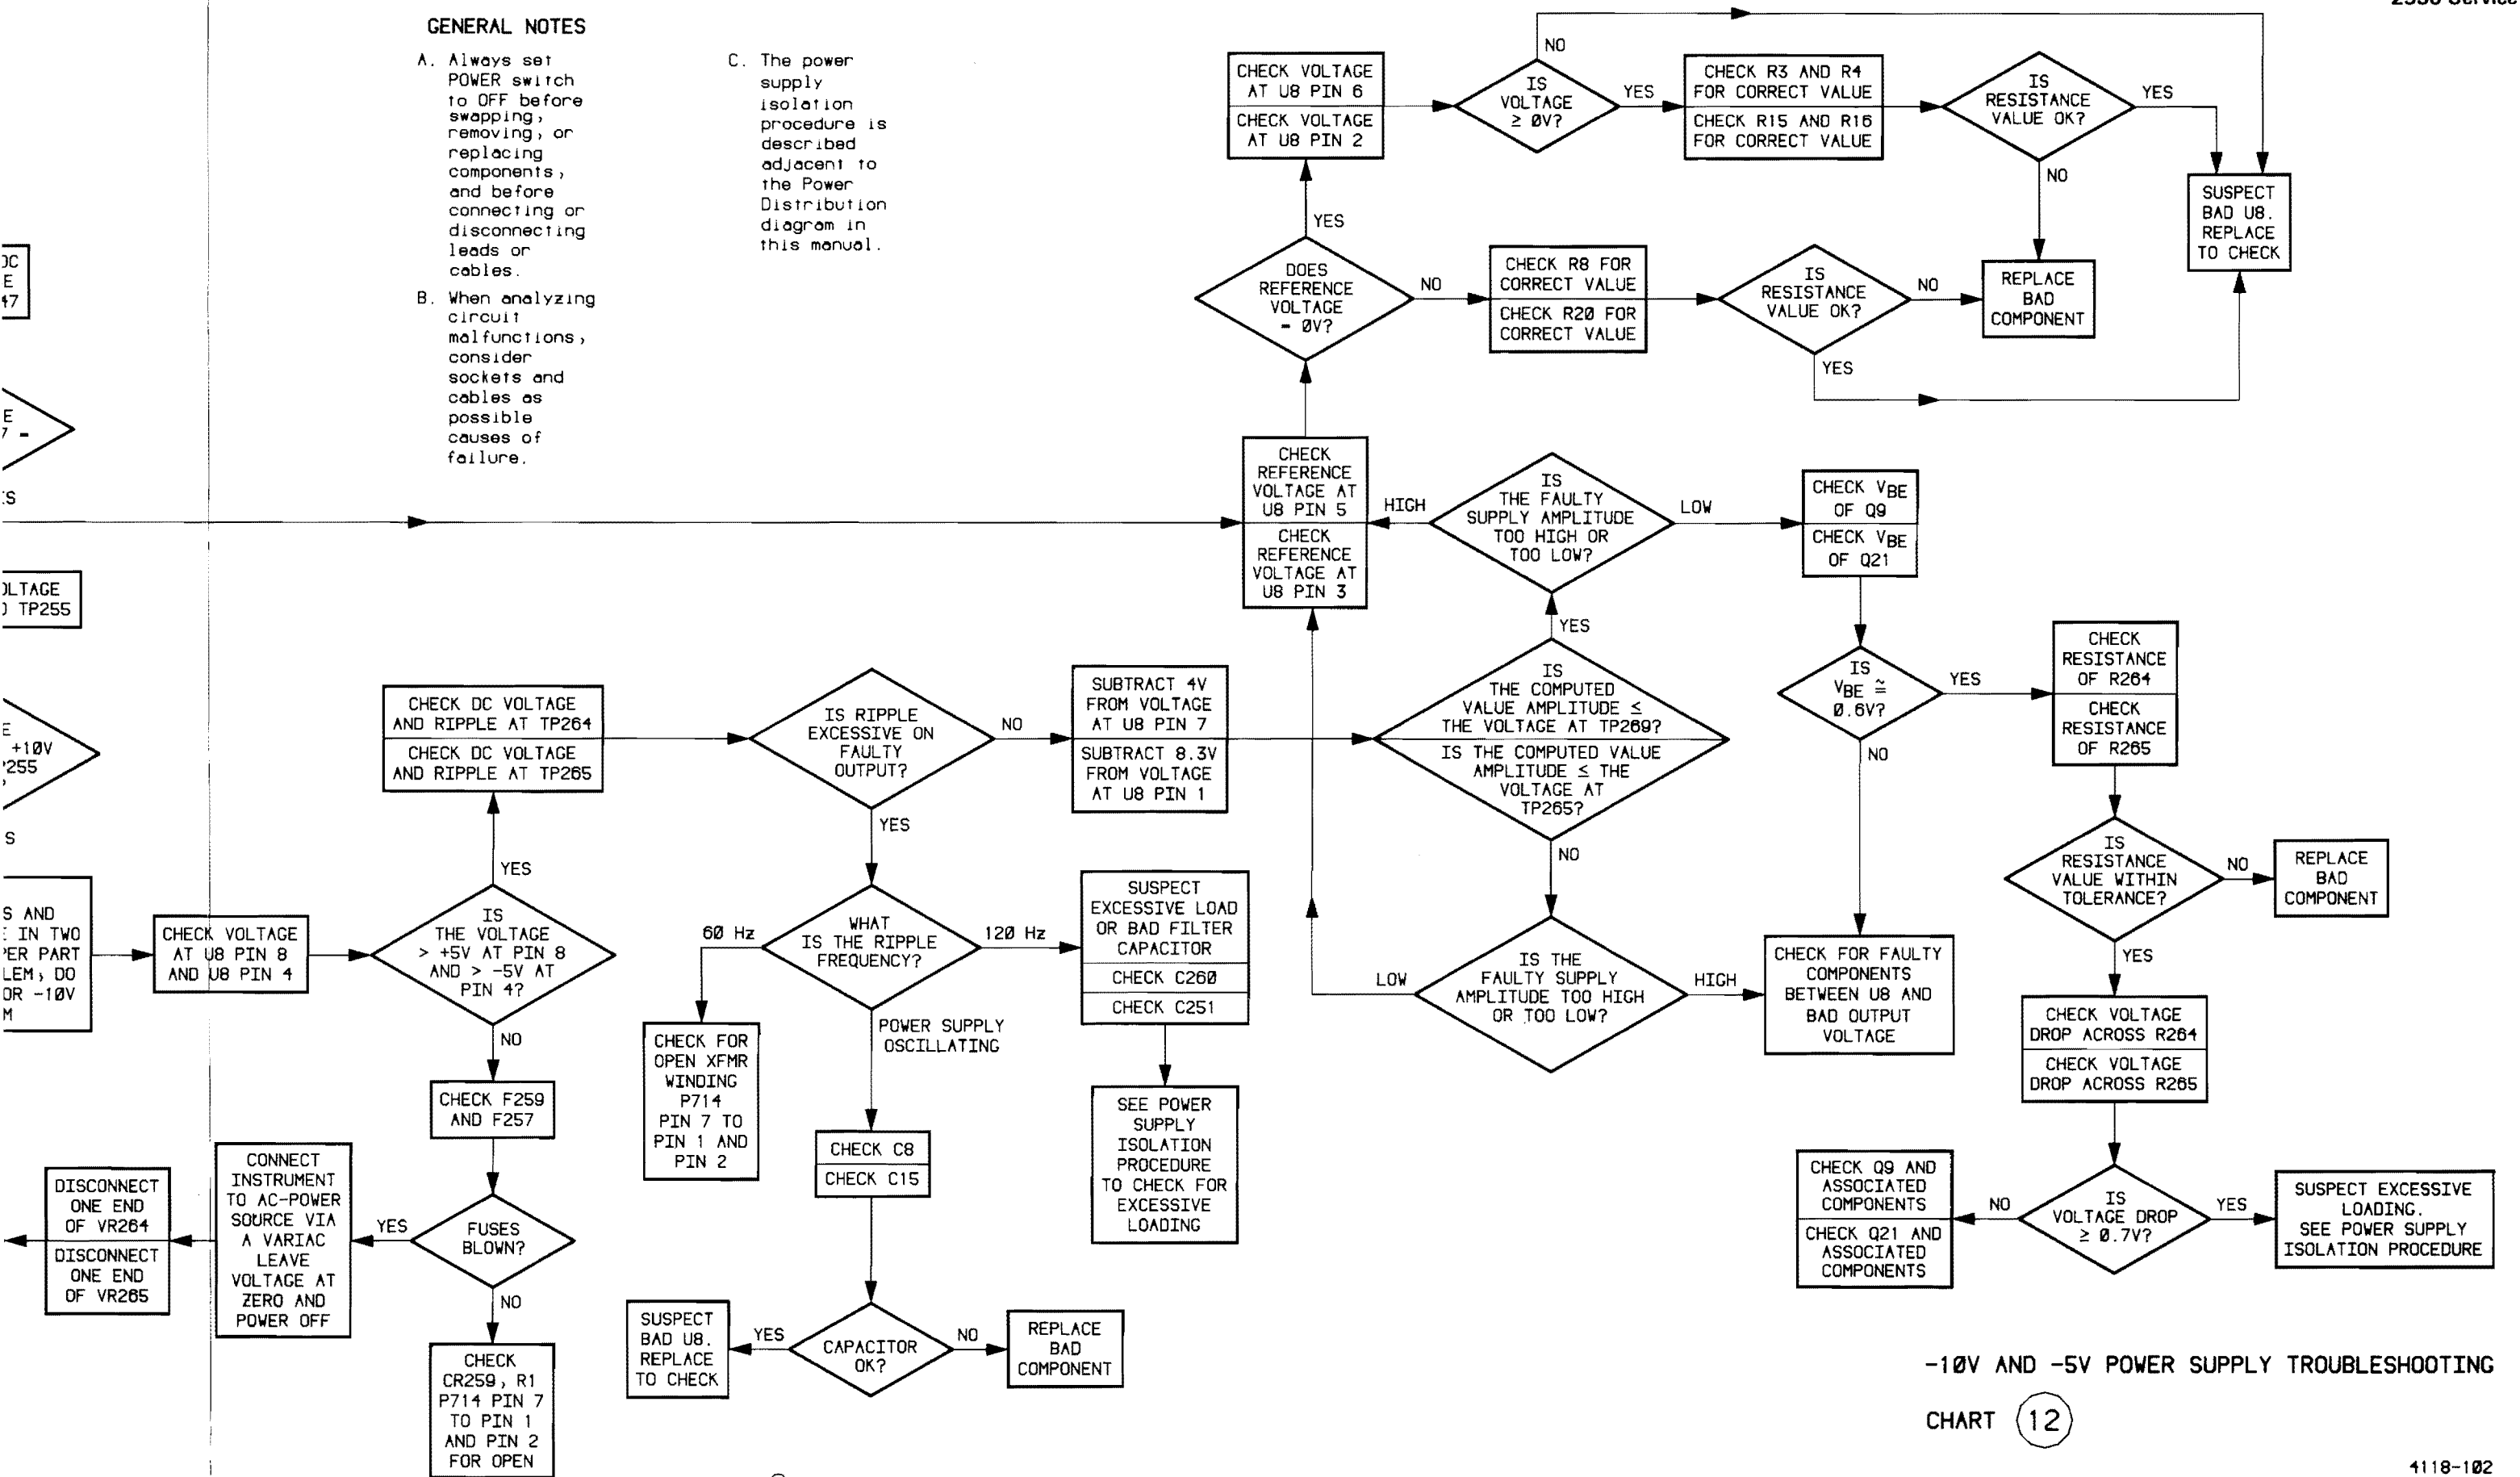 2336 Service
GENERAL NOTES
A. Always set
POWER switch
to OFF before
swapping,
removing, or
replacing
components,
and before
connecting or
disconnecting
leads or
cables.
B. When analyzing
circuit
malfunctions,
consider
sockets and
cables as
possible
causes of
failure.
C. The power
supply
isolation
procedure is
described
adjacent to
the Power
Distribution
diagram in
this manual.
CHECK VOLTAGE
AT U8 PIN 6
CHECK VOLTAGE
AT U8 PIN 2
NO
IS
VOLTAGE
≥ 0V?
YES
CHECK R3 AND R4
FOR CORRECT VALUE
CHECK R15 AND R16
FOR CORRECT VALUE
IS
RESISTANCE
VALUE OK?
YES
NO
SUSPECT
BAD U8.
REPLACE
TO CHECK
YES
DOES
REFERENCE
VOLTAGE
= 0V?
NO
CHECK R8 FOR
CORRECT VALUE
CHECK R20 FOR
CORRECT VALUE
IS
RESISTANCE
VALUE OK?
NO
YES
REPLACE
BAD
COMPONENT
DC
E
47
E
7 =
ES
CHECK
REFERENCE
VOLTAGE AT
U8 PIN 5
CHECK
REFERENCE
VOLTAGE AT
U8 PIN 3
HIGH
IS
THE FAULTY
SUPPLY AMPLITUDE
TOO HIGH OR
TOO LOW?
LOW
CHECK VBE
OF Q9
CHECK VBE
OF Q21
OLTAGE
D TP255
YES
IS
VBE ≅
0.6V?
YES
NO
CHECK
RESISTANCE
OF R264
CHECK
RESISTANCE
OF R265
E
+10V
P255
?
S
CHECK DC VOLTAGE
AND RIPPLE AT TP264
CHECK DC VOLTAGE
AND RIPPLE AT TP265
IS RIPPLE
EXCESSIVE ON
FAULTY
OUTPUT?
NO
YES
SUBTRACT 4V
FROM VOLTAGE
AT U8 PIN 7
SUBTRACT 8.3V
FROM VOLTAGE
AT U8 PIN 1
IS
THE COMPUTED
VALUE AMPLITUDE ≤
THE VOLTAGE AT TP269?
IS THE COMPUTED VALUE
AMPLITUDE ≤ THE
VOLTAGE AT
TP265?
NO
IS
RESISTANCE
VALUE WITHIN
TOLERANCE?
NO
REPLACE
BAD
COMPONENT
YES
S AND
E IN TWO
PER PART
LEM, DO
OR -10V
M
CHECK VOLTAGE
AT U8 PIN 8
AND U8 PIN 4
YES
IS
THE VOLTAGE
> +5V AT PIN 8
AND > -5V AT
PIN 4?
NO
60 Hz
WHAT
IS THE RIPPLE
FREQUENCY?
120 Hz
POWER SUPPLY
OSCILLATING
SUSPECT
EXCESSIVE LOAD
OR BAD FILTER
CAPACITOR
CHECK C260
CHECK C251
LOW
IS THE
FAULTY SUPPLY
AMPLITUDE TOO HIGH
OR TOO LOW?
HIGH
CHECK FOR FAULTY
COMPONENTS
BETWEEN U8 AND
BAD OUTPUT
VOLTAGE
CHECK VOLTAGE
DROP ACROSS R264
CHECK VOLTAGE
DROP ACROSS R265
CHECK FOR
OPEN XFMR
WINDING
P714
PIN 7 TO
PIN 1 AND
PIN 2
SEE POWER
SUPPLY
ISOLATION
PROCEDURE
TO CHECK FOR
EXCESSIVE
LOADING
CHECK F259
AND F257
CHECK C8
CHECK C15
DISCONNECT
ONE END
OF VR264
DISCONNECT
ONE END
OF VR265
CONNECT
INSTRUMENT
TO AC-POWER
SOURCE VIA
A VARIAC
LEAVE
VOLTAGE AT
ZERO AND
POWER OFF
YES
FUSES
BLOWN?
NO
CHECK Q9 AND
ASSOCIATED
COMPONENTS
CHECK Q21 AND
ASSOCIATED
COMPONENTS
NO
IS
VOLTAGE DROP
≥ 0.7V?
YES
SUSPECT EXCESSIVE
LOADING.
SEE POWER SUPPLY
ISOLATION PROCEDURE
SUSPECT
BAD U8.
REPLACE
TO CHECK
YES
CAPACITOR
OK?
NO
REPLACE
BAD
COMPONENT
CHECK
CR259, R1
P714 PIN 7
TO PIN 1
AND PIN 2
FOR OPEN
-10V AND -5V POWER SUPPLY TROUBLESHOOTING
CHART 12
4118-102